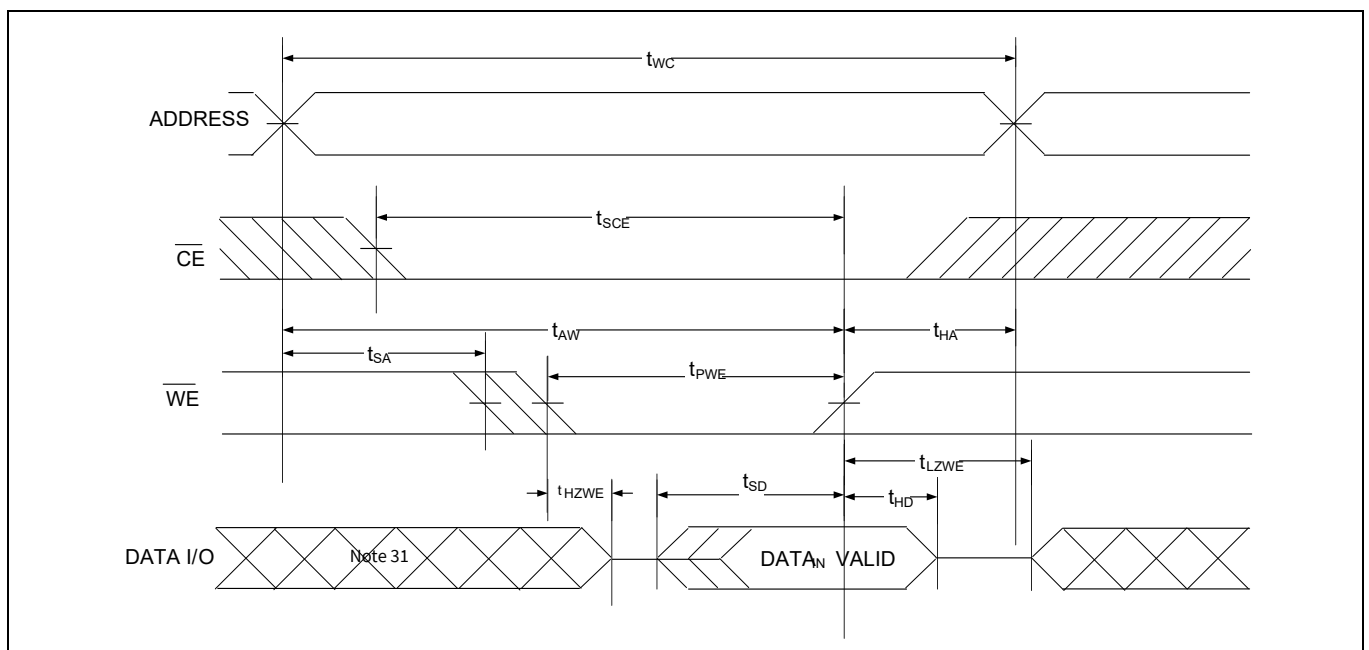 tWC
ADDRESS
tSCE
CE
tAW
tHA
tSA
tPWE
WE
tLZWE
tHZWE
tSD
tHD
DATA I/O
Note 31
DATAIN VALID